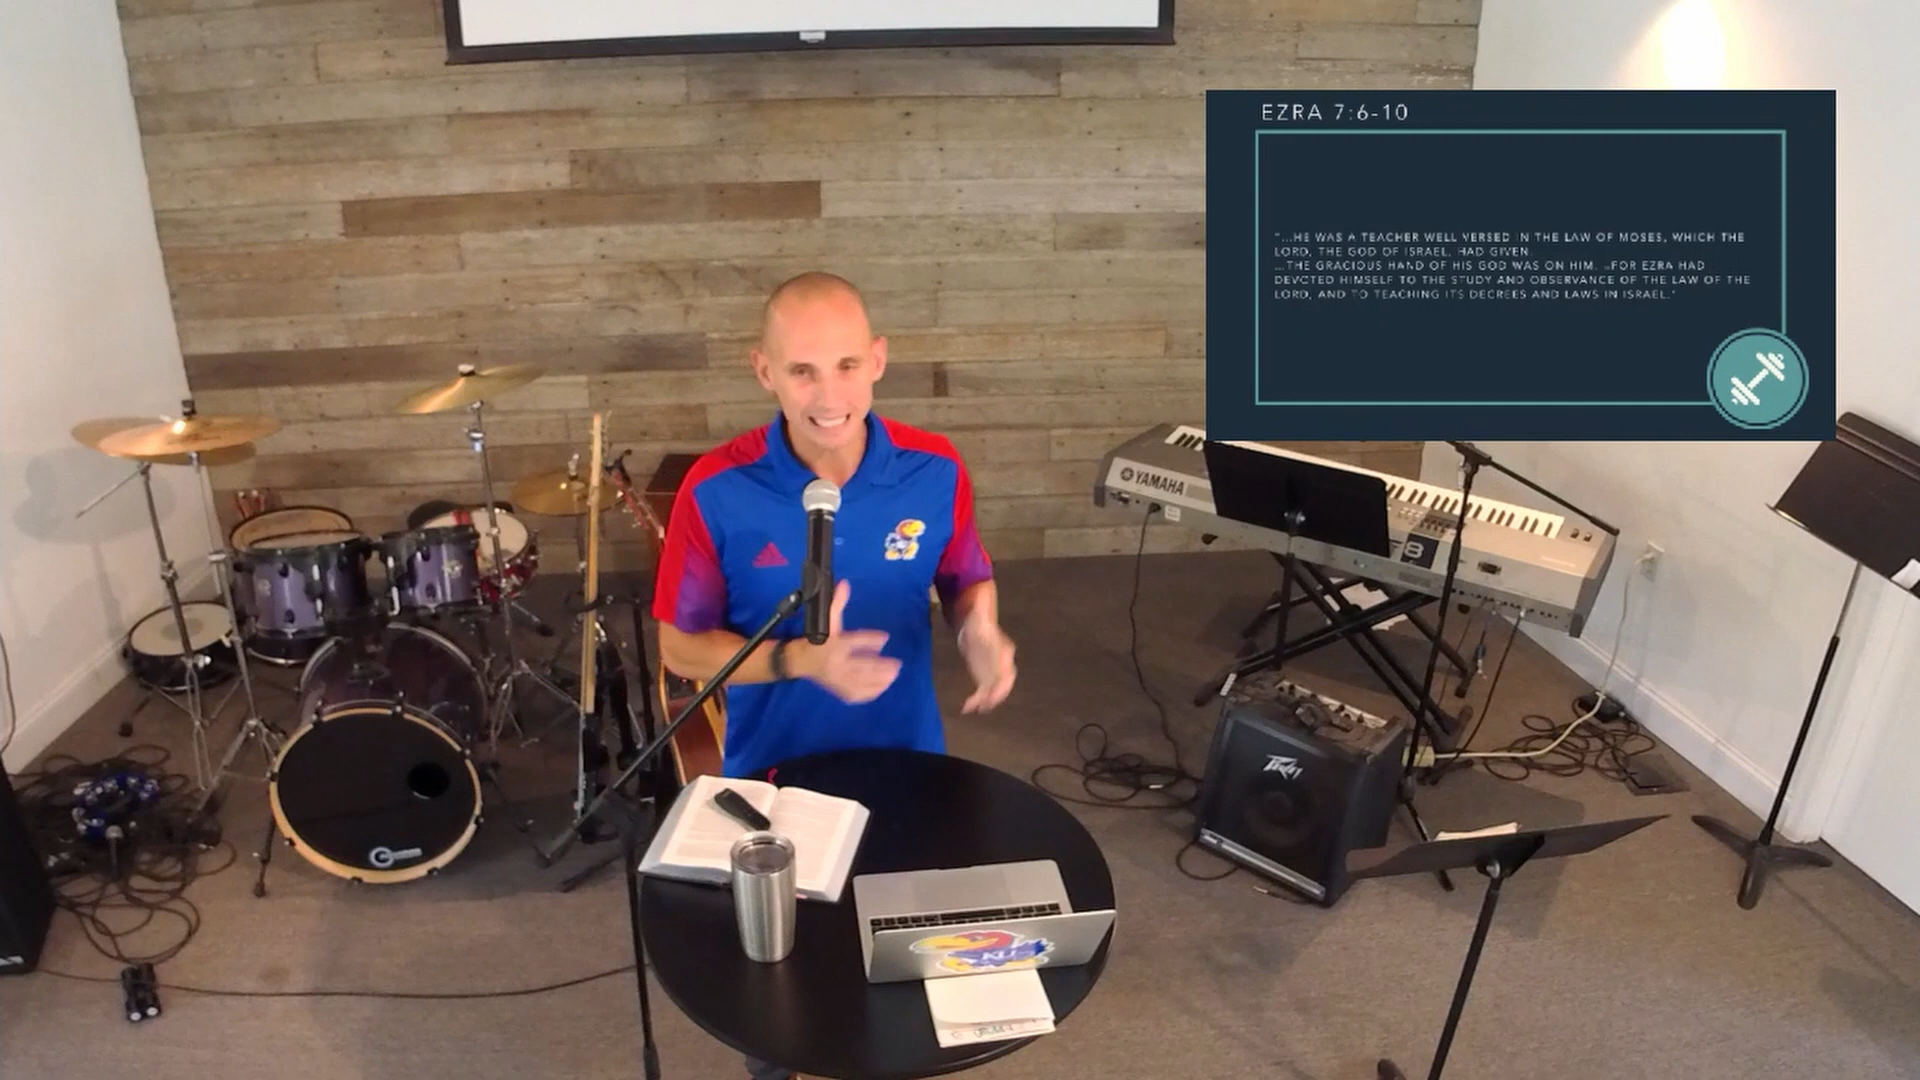 EZRA 7:6-10
"...HE WAS A TEACHER WELL VERSED IN THE LAW OF MOSES, WHICH THE
LORD, THE GOD OF ISRAEL, HAD GIVEN.
...THE GRACIOUS HAND OF HIS GOD WAS ON HIM. ...FOR EZRA HAD
DEVOTED HIMSELF TO THE STUDY AND OBSERVANCE OF THE LAW OF THE
LORD, AND TO TEACHING ITS DECREES AND LAWS IN ISRAEL."
YAMAHA
S8
PEAVEY
KU